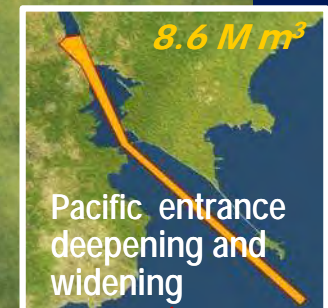 8.6 M m³
Pacific entrance
deepening and
widening